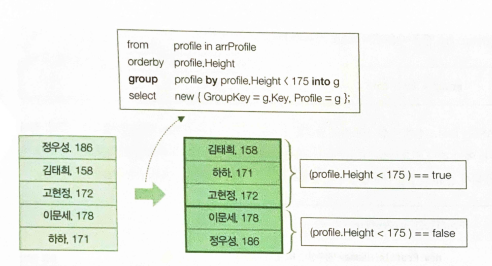 from profile in arrProfile
orderby profile.Height
group profile by profile.Height < 175 into g
select new { GroupKey = g.Key, Profile = g };
정우성, 186
김태희, 158
고현정, 172
이문세, 178
하하, 171
김태희, 158
하하, 171
고현정, 172
이문세, 178
정우성, 186
(profile.Height < 175 ) == true
(profile.Height < 175 ) == false